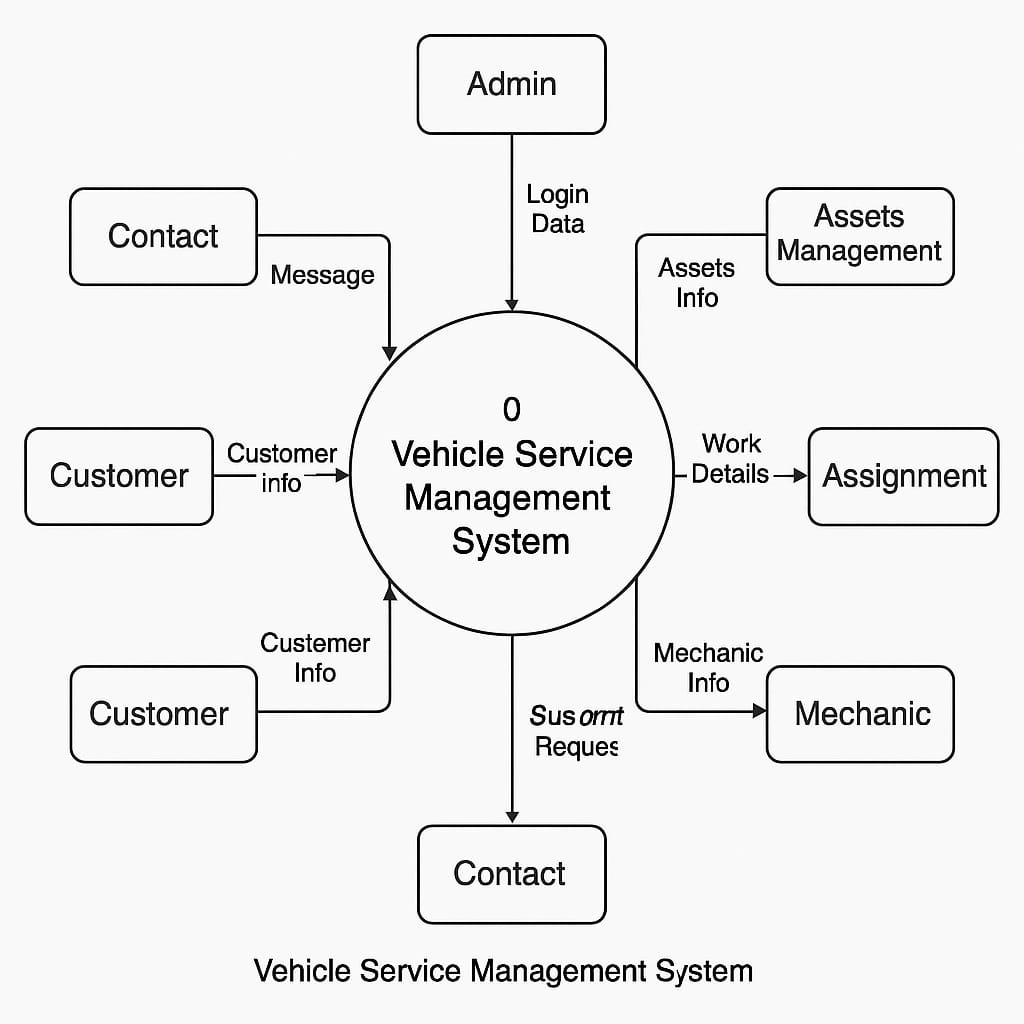 Admin
Login
Data
Contact
Message
Assets
Management
Assets
Info
0
Vehicle Service
Management
System
Customer
Customer
info
Work
Details
Assignment
Customer
Custemer
Info
Mechanic
Info
Mechanic
Reques
Contact
Vehicle Service Management System